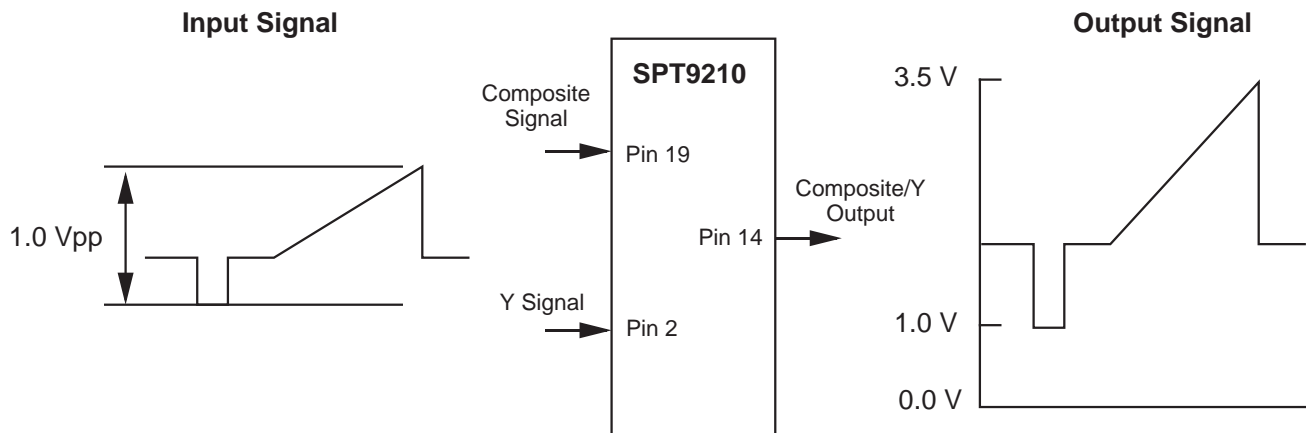 Input Signal
Output Signal
SPT9210
3.5 V
Composite
Signal
Pin 19
Composite/Y
Output
1.0 Vpp
Pin 14
Y Signal
Pin 2
1.0 V
0.0 V